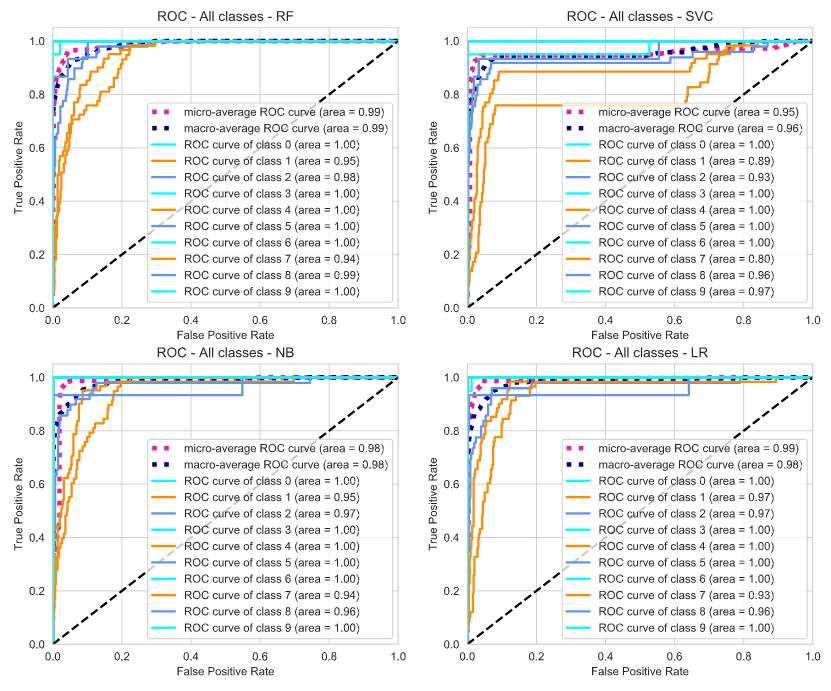 ROC - All classes - RF
1.0
0.8
0.6
0.4
0.2
0.0
True Positive Rate
micro-average ROC curve (area = 0.99)
macro-average ROC curve (area = 0.99)
ROC curve of class 0 (area = 1.00)
ROC curve of class 1 (area = 0.95)
ROC curve of class 2 (area = 0.98)
ROC curve of class 3 (area = 1.00)
ROC curve of class 4 (area = 1.00)
ROC curve of class 5 (area = 1.00)
ROC curve of class 6 (area = 1.00)
ROC curve of class 7 (area = 0.94)
ROC curve of class 8 (area = 0.99)
ROC curve of class 9 (area = 1.00)
0.0 0.2 0.4 0.6 0.8 1.0
False Positive Rate
ROC - All classes - SVC
1.0
0.8
0.6
0.4
0.2
0.0
True Positive Rate
micro-average ROC curve (area = 0.95)
macro-average ROC curve (area = 0.96)
ROC curve of class 0 (area = 1.00)
ROC curve of class 1 (area = 0.89)
ROC curve of class 2 (area = 0.93)
ROC curve of class 3 (area = 1.00)
ROC curve of class 4 (area = 1.00)
ROC curve of class 5 (area = 1.00)
ROC curve of class 6 (area = 1.00)
ROC curve of class 7 (area = 0.80)
ROC curve of class 8 (area = 0.96)
ROC curve of class 9 (area = 0.97)
0.0 0.2 0.4 0.6 0.8 1.0
False Positive Rate
ROC - All classes - NB
1.0
0.8
0.6
0.4
0.2
0.0
True Positive Rate
micro-average ROC curve (area = 0.98)
macro-average ROC curve (area = 0.98)
ROC curve of class 0 (area = 1.00)
ROC curve of class 1 (area = 0.95)
ROC curve of class 2 (area = 0.97)
ROC curve of class 3 (area = 1.00)
ROC curve of class 4 (area = 1.00)
ROC curve of class 5 (area = 1.00)
ROC curve of class 6 (area = 1.00)
ROC curve of class 7 (area = 0.94)
ROC curve of class 8 (area = 0.96)
ROC curve of class 9 (area = 1.00)
0.0 0.2 0.4 0.6 0.8 1.0
False Positive Rate
ROC - All classes - LR
1.0
0.8
0.6
0.4
0.2
0.0
True Positive Rate
micro-average ROC curve (area = 0.99)
macro-average ROC curve (area = 0.98)
ROC curve of class 0 (area = 1.00)
ROC curve of class 1 (area = 0.97)
ROC curve of class 2 (area = 0.97)
ROC curve of class 3 (area = 1.00)
ROC curve of class 4 (area = 1.00)
ROC curve of class 5 (area = 1.00)
ROC curve of class 6 (area = 1.00)
ROC curve of class 7 (area = 0.93)
ROC curve of class 8 (area = 0.96)
ROC curve of class 9 (area = 1.00)
0.0 0.2 0.4 0.6 0.8 1.0
False Positive Rate